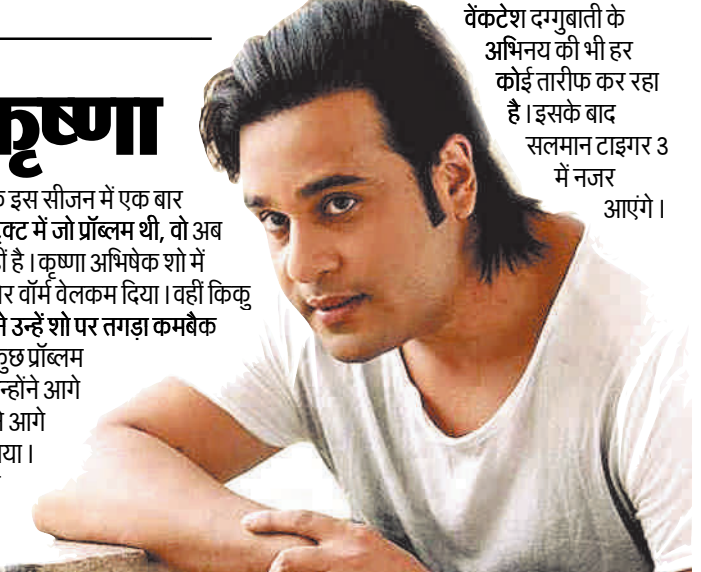 कृष्णा
इस सीजन में एक बार
में जो प्रॉब्लम थी, वो अब
है । कृष्णा अभिषेक शो में
वॉर्म वेलकम दिया । वहीं किकु
उन्हें शो पर तगड़ा कमबैक
कुछ प्रॉब्लम
आगे
आगे
वेंकटेश दग्गुबाती के
अभिनय की भी हर
कोई तारीफ कर रहा
है । इसके बाद
सलमान टाइगर 3
में नजर
आएंगे ।